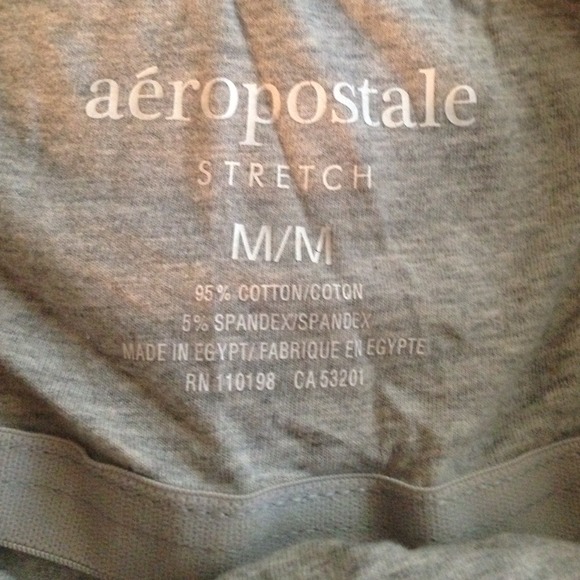 aéropostale
STRETCH
M/M
95% COTTON/COTON
5% SPANDEX/SPANDEX
MADE IN EGYPT/FABRIQUE EN EGYPTE
RN 110198 CA 53201